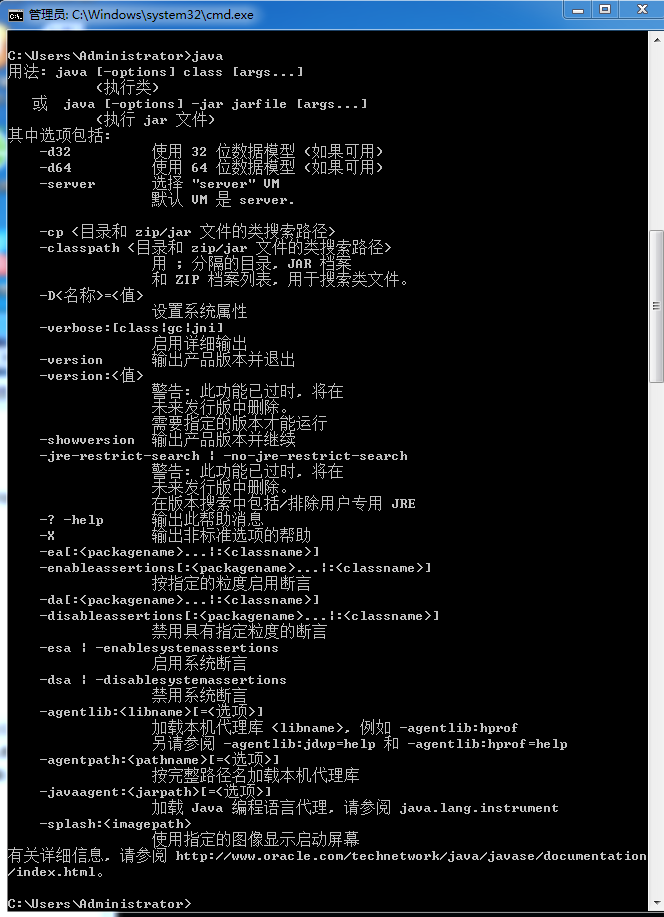 管理员: C:\Windows\system32\cmd.exe
C:\Users\Administrator>java
用法: java [-options] class [args...]
(执行类)
或 java [-options] -jar jarfile [args...]
(执行 jar 文件)
其中选项包括:
-d32 使用 32 位数据模型 (如果可用)
-d64 使用 64 位数据模型 (如果可用)
-server 选择 "server" VM
默认 VM 是 server.
-cp <目录和 zip/jar 文件的类搜索路径>
-classpath <目录和 zip/jar 文件的类搜索路径>
用 ; 分隔的目录, JAR 档案
和 ZIP 档案列表, 用于搜索类文件。
-D<名称>=<值>
设置系统属性
-verbose:[class|gc|jni]
启用详细输出
-version 输出产品版本并退出
-version:<值>
警告: 此功能已过时, 将在
未来发行版中删除。
需要指定的版本才能运行
-showversion 输出产品版本并继续
-jre-restrict-search | -no-jre-restrict-search
警告: 此功能已过时, 将在
未来发行版中删除。
在版本搜索中包括/排除用户专用 JRE
-? -help 输出此帮助消息
-X 输出非标准选项的帮助
-ea[:<packagename>...|:<classname>]
-enableassertions[:<packagename>...|:<classname>]
按指定的粒度启用断言
-da[:<packagename>...|:<classname>]
-disableassertions[:<packagename>...|:<classname>]
禁用具有指定粒度的断言
-esa | -enablesystemassertions
启用系统断言
-dsa | -disablesystemassertions
禁用系统断言
-agentlib:<libname>[=<选项>]
加载本机代理库 <libname>, 例如 -agentlib:hprof
另请参阅 -agentlib:jdwp=help 和 -agentlib:hprof=help
-agentpath:<pathname>[=<选项>]
按完整路径名加载本机代理库
-javaagent:<jarpath>[=<选项>]
加载 Java 编程语言代理, 请参阅 java.lang.instrument
-splash:<imagepath>
使用指定的图像显示启动屏幕
有关详细信息, 请参阅 http://www.oracle.com/technetwork/java/javase/documentation
/index.html。
C:\Users\Administrator>